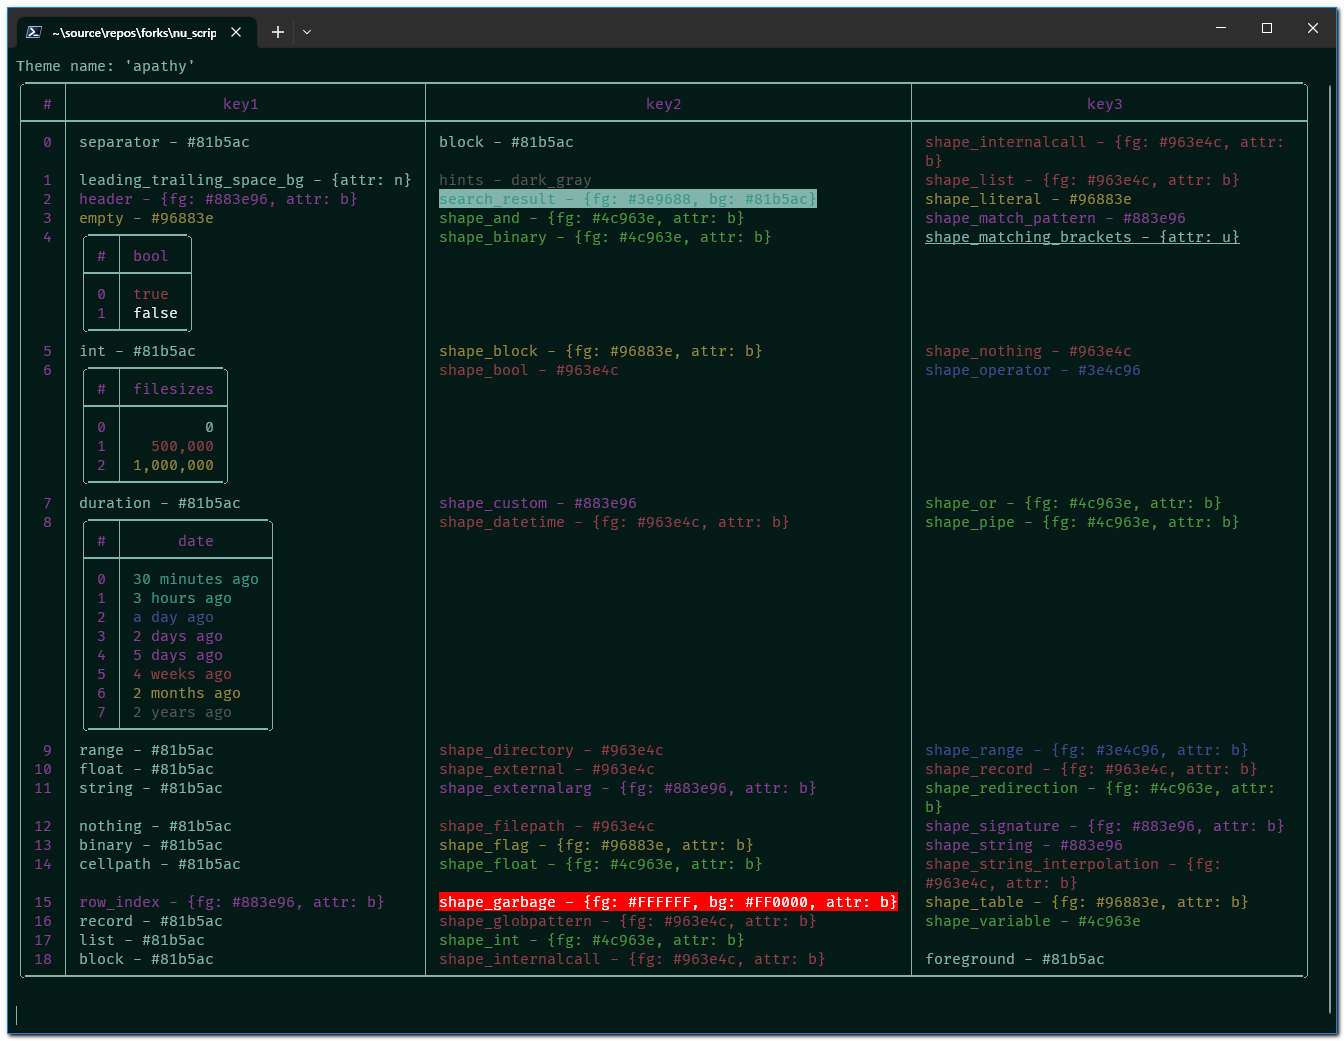 ~\source\repos\forks\nu_scrip
Theme name: 'apathy'
# key1 key2 key3
0 separator - #81b5ac block - #81b5ac shape_internalcall - {fg: #963e4c, attr:
b}
1 leading_trailing_space_bg - {attr: n} hints - dark_gray shape_list - {fg: #963e4c, attr: b}
2 header - {fg: #883e96, attr: b} search_result - {fg: #3e9688, bg: #81b5ac} shape_literal - #96883e
3 empty - #96883e shape_and - {fg: #4c963e, attr: b} shape_match_pattern - #883e96
4 shape_binary - {fg: #4c963e, attr: b} shape_matching_brackets - {attr: u}
# bool
0 true
1 false
5 int - #81b5ac shape_block - {fg: #96883e, attr: b} shape_nothing - #963e4c
6 shape_bool - #963e4c shape_operator - #3e4c96
# filesizes
0 0
1 500,000
2 1,000,000
7 duration - #81b5ac shape_custom - #883e96 shape_or - {fg: #4c963e, attr: b}
8 shape_datetime - {fg: #963e4c, attr: b} shape_pipe - {fg: #4c963e, attr: b}
# date
0 30 minutes ago
1 3 hours ago
2 a day ago
3 2 days ago
4 5 days ago
5 4 weeks ago
6 2 months ago
7 2 years ago
9 range - #81b5ac shape_directory - #963e4c shape_range - {fg: #3e4c96, attr: b}
10 float - #81b5ac shape_external - #963e4c shape_record - {fg: #963e4c, attr: b}
11 string - #81b5ac shape_externalarg - {fg: #883e96, attr: b} shape_redirection - {fg: #4c963e, attr:
b}
12 nothing - #81b5ac shape_filepath - #963e4c shape_signature - {fg: #883e96, attr: b}
13 binary - #81b5ac shape_flag - {fg: #96883e, attr: b} shape_string - #883e96
14 cellpath - #81b5ac shape_float - {fg: #4c963e, attr: b} shape_string_interpolation - {fg:
#963e4c, attr: b}
15 row_index - {fg: #883e96, attr: b} shape_garbage - {fg: #FFFFFF, bg: #FF0000, attr: b} shape_table - {fg: #96883e, attr: b}
16 record - #81b5ac shape_globpattern - {fg: #963e4c, attr: b} shape_variable - #4c963e
17 list - #81b5ac shape_int - {fg: #4c963e, attr: b}
18 block - #81b5ac shape_internalcall - {fg: #963e4c, attr: b} foreground - #81b5ac